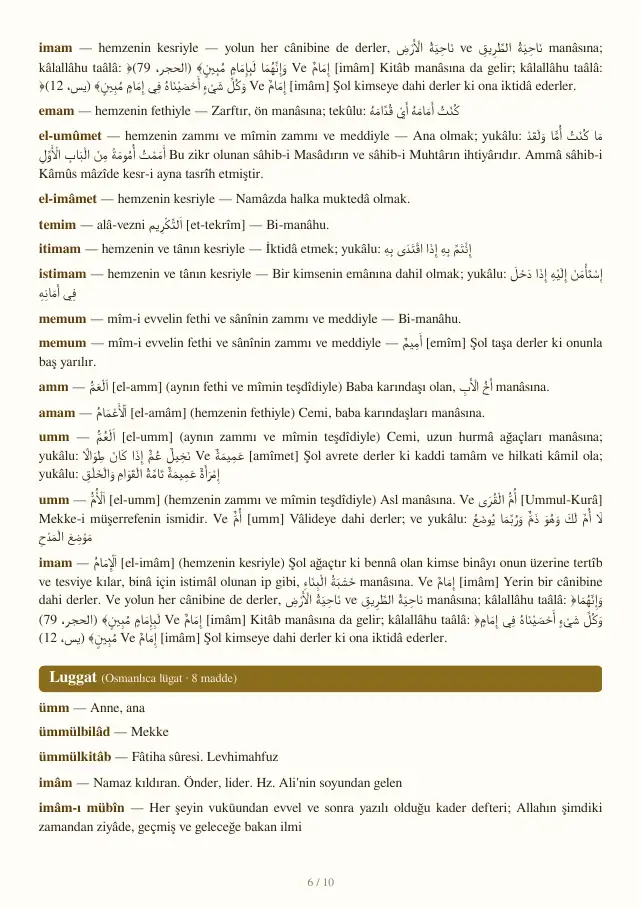 imam — hemzenin kesriyle — yolun her cânibine de derler, نَاحِيَةُ الْأَرْضِ ve نَاحِيَةُ الطَّرِيقِ manâsına;
kâlallâhu taâlâ: ﴿وَإِنَّهُمَا لَبِإِمَامٍ مُبِينٍ﴾ (الحجر، 79) Ve إِمَامٌ [imâm] Kitâb manâsına da gelir; kâlallâhu taâlâ:
﴿وَكُلَّ شَيْءٍ أَحْصَيْنَاهُ فِي إِمَامٍ مُبِينٍ﴾ (يس، 12) Ve إِمَامٌ [imam] Şol kimseye dahi derler ki ona iktidâ ederler.
emam — hemzenin fethiyle — Zarftır, ön manâsına; tekûlu: كُنْتُ أَمَامَهُ أَيْ قُدَّامَهُ
el-umûmet — hemzenin zammı ve mîmin zammı ve meddiyle — Ana olmak; yukâlu: مَا كُنْتُ أُمًّا وَلَقَدْ
أَمَمْتُ أُمُومَةً مِنَ الْبَابِ الْأَوَّلِ Bu zikr olunan sâhib-i Masâdırın ve sâhib-i Muhtârın ihtiyârıdır. Ammâ sâhib-i
Kâmûs mâzîde kesr-i ayna tasrîh etmiştir.
el-imâmet — hemzenin kesriyle — Namâzda halka muktedâ olmak.
temim — alâ-vezni اَلتَّكْرِيم [et-tekrîm] — Bi-manâhu.
itimam — hemzenin ve tânın kesriyle — İktidâ etmek; yukâlu: اِئْتَمَّ بِهِ إِذَا اقْتَدَى بِهِ
istimam — hemzenin ve tânın kesriyle — Bir kimsenin emânına dahil olmak; yukâlu: اِسْتَأْمَنَ إِلَيْهِ إِذَا دَخَلَ
فِي أَمَانِهِ
memum — mîm-i evvelin fethi ve sânînin zammı ve meddiyle — Bi-manâhu.
memum — mîm-i evvelin fethi ve sânînin zammı ve meddiyle — أَمِيمٌ [emîm] Şol taşa derler ki onunla
baş yarılır.
amm — اَلْعَمُّ [el-amm] (aynın fethi ve mîmin teşdîdiyle) Baba karındaşı olan, أَخُ الْأَبِ manâsına.
amam — اَلْأَعْمَامُ [el-amâm] (hemzenin fethiyle) Cemi, baba karındaşları manâsına.
umm — اَلْعُمُّ [el-umm] (aynın zammı ve mîmin teşdîdiyle) Cemi, uzun hurmâ ağaçları manâsına;
yukâlu: نَخِيلٌ عُمٌّ إِذَا كَانَ طِوَالًا Ve عَمِيمَةٌ [amîmet] Şol avrete derler ki kaddi tamâm ve hilkati kâmil ola;
yukâlu: اِمْرَأَةٌ عَمِيمَةٌ تَامَّةُ الْقَوَامِ وَالْخَلْقِ
umm — اَلْأُمُّ [el-umm] (hemzenin zammı ve mîmin teşdîdiyle) Asl manâsına. Ve أُمُّ الْقُرَى [Ummul-Kurâ]
Mekke-i müşerrefenin ismidir. Ve أُمٌّ [umm] Vâlideye dahi derler; ve yukâlu: لَا أُمَّ لَكَ وَهُوَ ذَمٌّ وَرُبَّمَا يُوضَعُ
مَوْضِعَ الْمَدْحِ
imam — اَلْإِمَامُ [el-imâm] (hemzenin kesriyle) Şol ağaçtır ki bennâ olan kimse binâyı onun üzerine tertîb
ve tesviye kılar, binâ için istimâl olunan ip gibi, خَشَبَةُ الْبِنَاءِ manâsına. Ve إِمَامٌ [imâm] Yerin bir cânibine
dahi derler. Ve yolun her cânibine de derler, نَاحِيَةُ الْأَرْضِ ve نَاحِيَةُ الطَّرِيقِ manâsına; kâlallâhu taâlâ: ﴿وَإِنَّهُمَا
لَبِإِمَامٍ مُبِينٍ﴾ (الحجر، 79) Ve إِمَامٌ [imâm] Kitâb manâsına da gelir; kâlallâhu taâlâ: ﴿وَكُلَّ شَيْءٍ أَحْصَيْنَاهُ فِي إِمَامٍ
مُبِينٍ﴾ (يس، 12) Ve إِمَامٌ [imâm] Şol kimseye dahi derler ki ona iktidâ ederler.
Luggat (Osmanlıca lügat · 8 madde)
ümm — Anne, ana
ümmülbilâd — Mekke
ümmülkitâb — Fâtiha sûresi. Levhimahfuz
imâm — Namaz kıldıran. Önder, lider. Hz. Ali'nin soyundan gelen
imâm-ı mübîn — Her şeyin vukûundan evvel ve sonra yazılı olduğu kader defteri; Allahın şimdiki
zamandan ziyâde, geçmiş ve geleceğe bakan ilmi
6 / 10